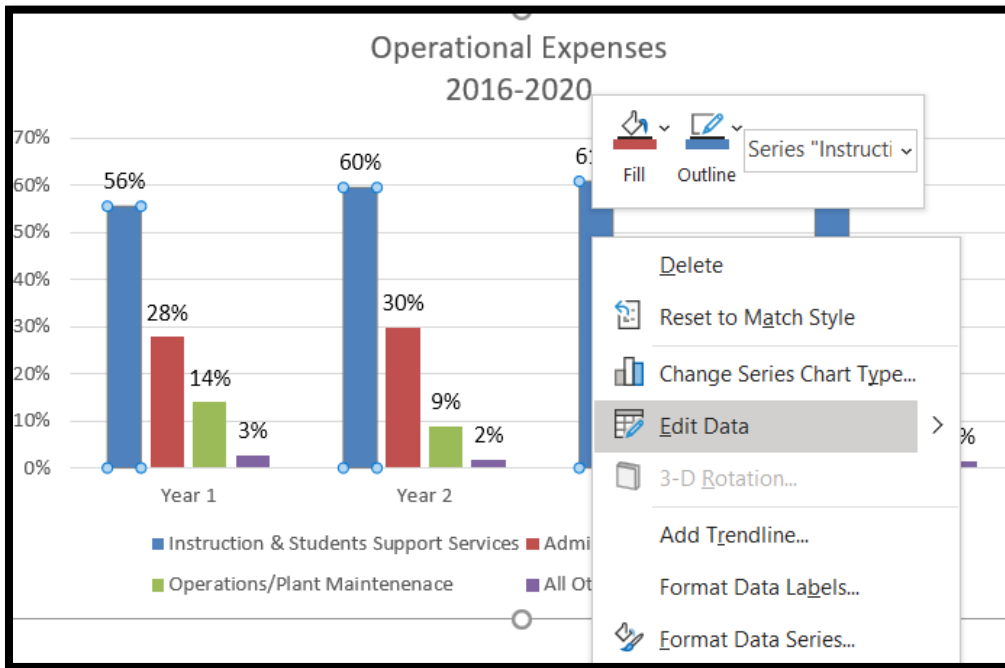 Operational Expenses
2016-2020
70%
60%
50%
40%
30%
20%
10%
0%
56%
28%
14%
3%
60%
30%
9%
2%
Year 1
Year 2
Instruction & Students Support Services
Operations/Plant Maintenenace
Fill
Outline
Series "Instructi
Delete
Reset to Match Style
Change Series Chart Type...
Edit Data
3-D Rotation...
Add Trendline...
Format Data Labels...
Format Data Series...